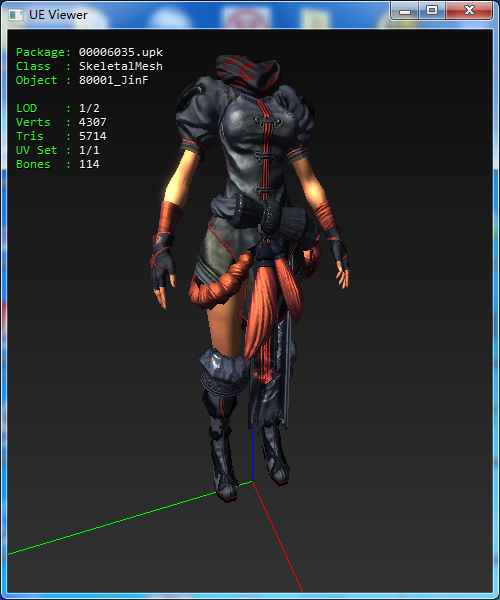 UE Viewer
Package: 00006035.upk
Class : SkeletalMesh
Object : 80001_JinF
LOD : 1/2
Verts : 4307
Tris : 5714
UV Set : 1/1
Bones : 114